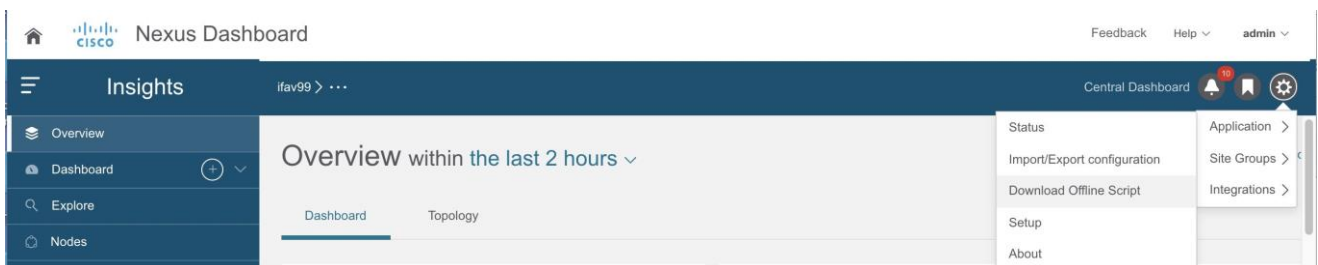 CISCO Nexus Dashboard Feedback Help admin
Insights ifav99 > ··· Central Dashboard 10
Overview
Dashboard
Explore
Nodes
Overview within the last 2 hours
Dashboard Topology
Status
Import/Export configuration
Download Offline Script
Setup
About
Application >
Site Groups >
Integrations >